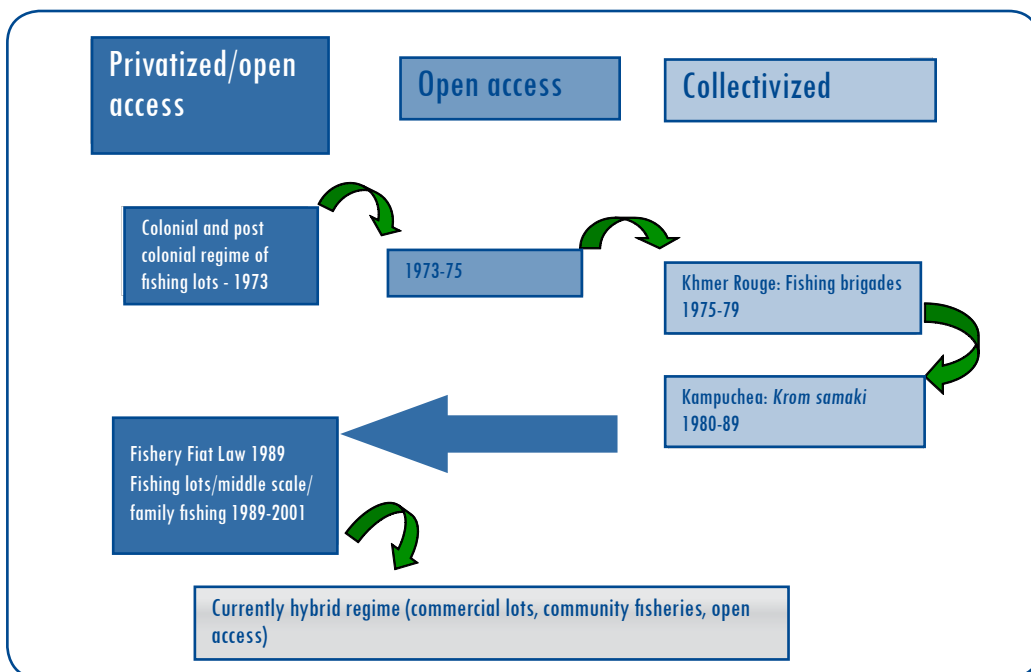 Privatized/open
access
Open access
Collectivized
Colonial and post
colonial regime of
fishing lots - 1973
1973-75
Khmer Rouge: Fishing brigades
1975-79
Kampuchea: Krom samaki
1980-89
Fishery Fiat Law 1989
Fishing lots/middle scale/
family fishing 1989-2001
Currently hybrid regime (commercial lots, community fisheries, open
access)